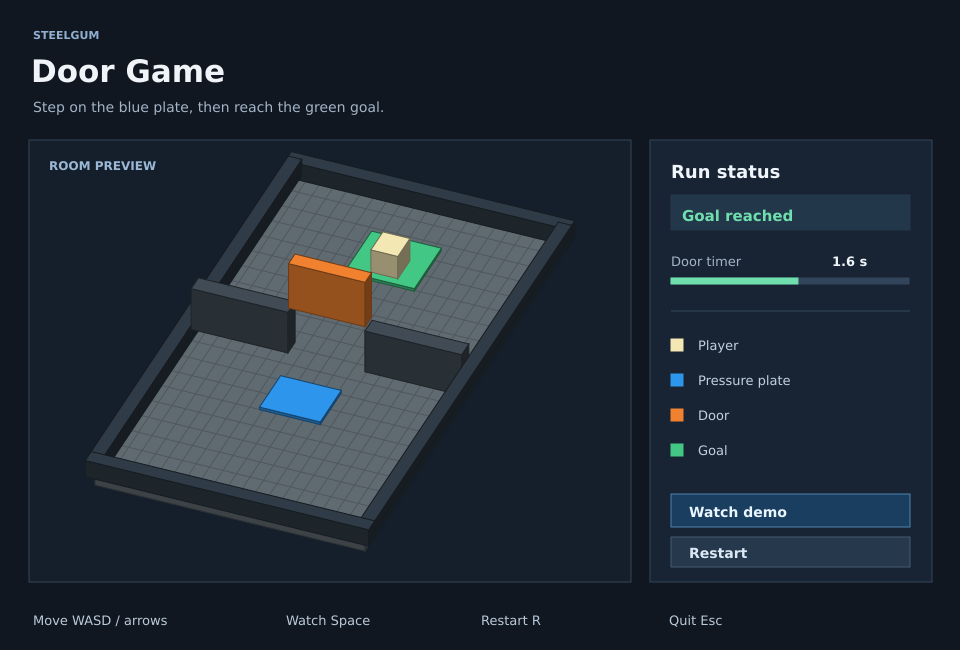 STEELGUM
Door Game
Step on the blue plate, then reach the green goal.
ROOM PREVIEW
Run status
Goal reached
Door timer 1.6 s
Player
Pressure plate
Door
Goal
Watch demo
Restart
Move WASD / arrows Watch Space Restart R Quit Esc